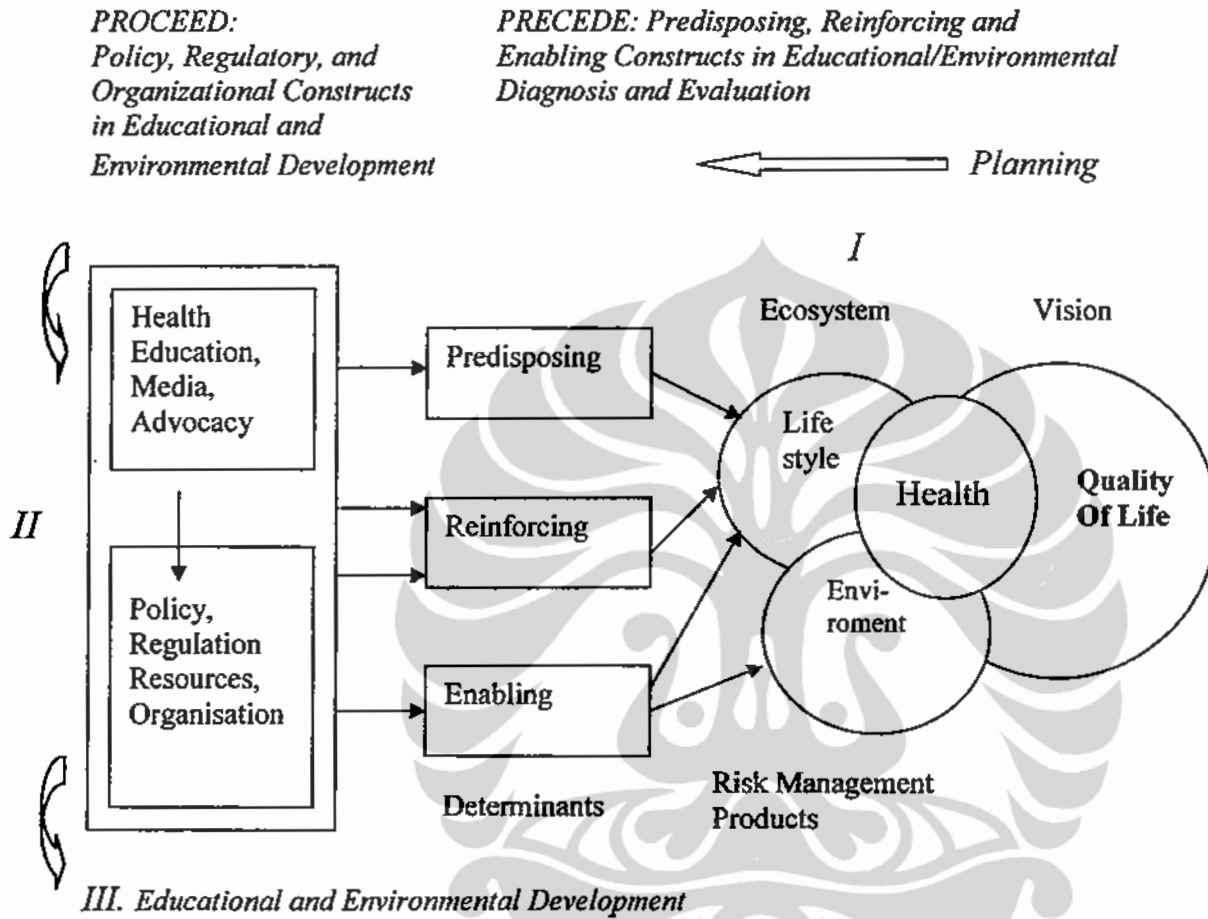 PROCEED:
Policy, Regulatory, and
Organizational Constructs
in Educational and
Environmental Development
PRECEDE: Predisposing, Reinforcing and
Enabling Constructs in Educational/Environmental
Diagnosis and Evaluation
Planning
I
Ecosystem
Vision
II
Health
Education,
Media,
Advocacy
Policy,
Regulation
Resources,
Organisation
Predisposing
Reinforcing
Enabling
Determinants
Life
style
Health
Envi-
roment
Quality
Of Life
Risk Management
Products
III. Educational and Environmental Development